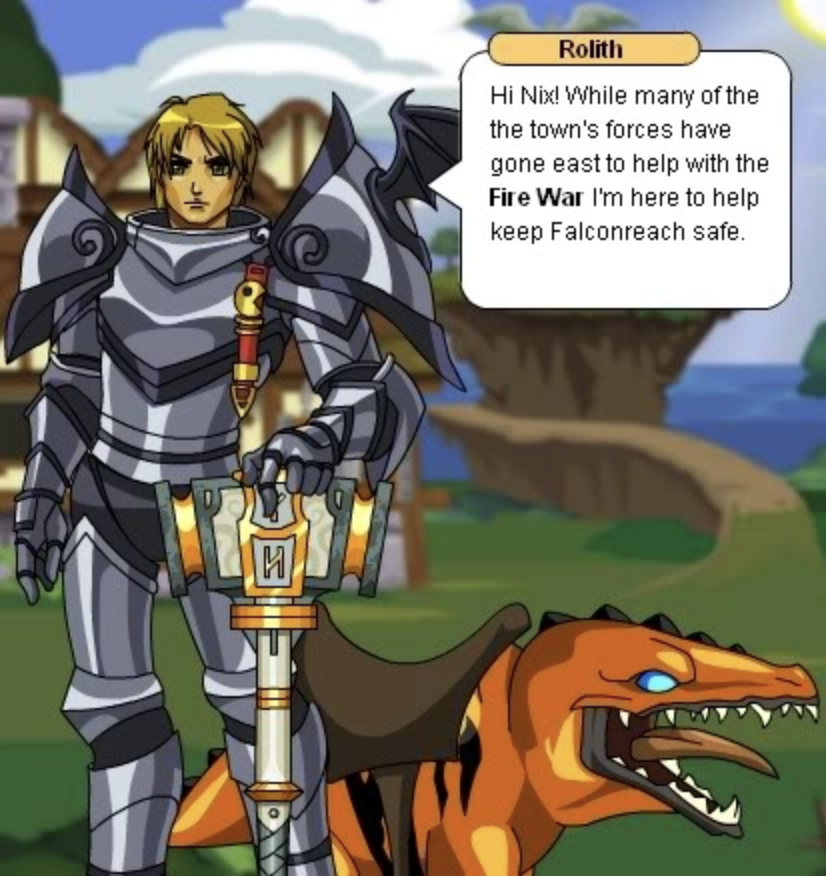 Rolith
Hi Nix! While many of the
the town's forces have
gone east to help with the
Fire War I'm here to help
keep Falconreach safe.